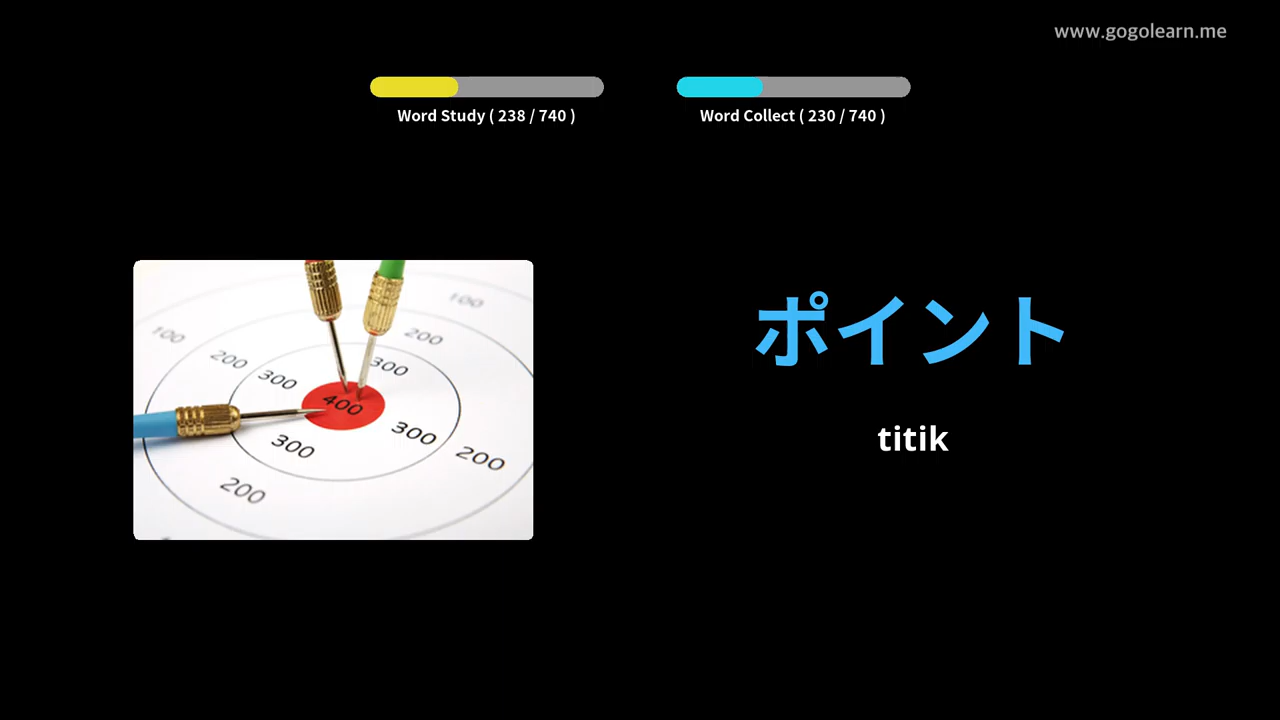 www.gogolearn.me
Word Study ( 238 / 740 )
Word Collect ( 230 / 740 )
100
100
200
200
300
300
400
300
300
200
200
ポイント
titik